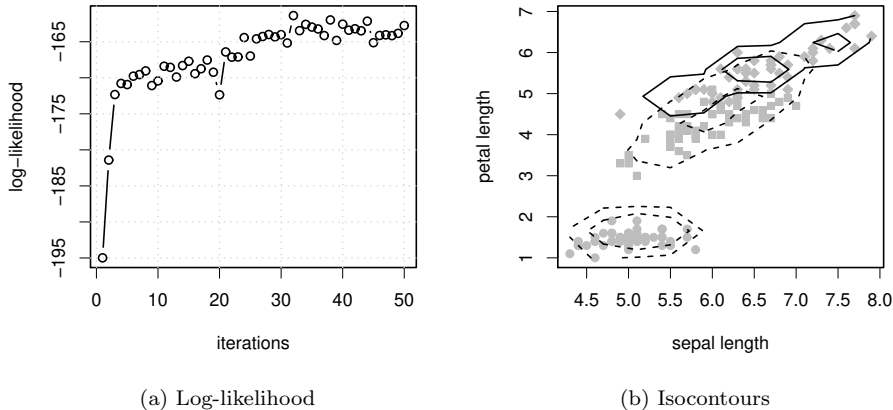 log−likelihood
−165
−175
−185
−195
0 10 20 30 40 50
iterations
(a) Log-likelihood
petal length
7
6
5
4
3
2
1
4.5 5.0 5.5 6.0 6.5 7.0 7.5 8.0
sepal length
(b) Isocontours